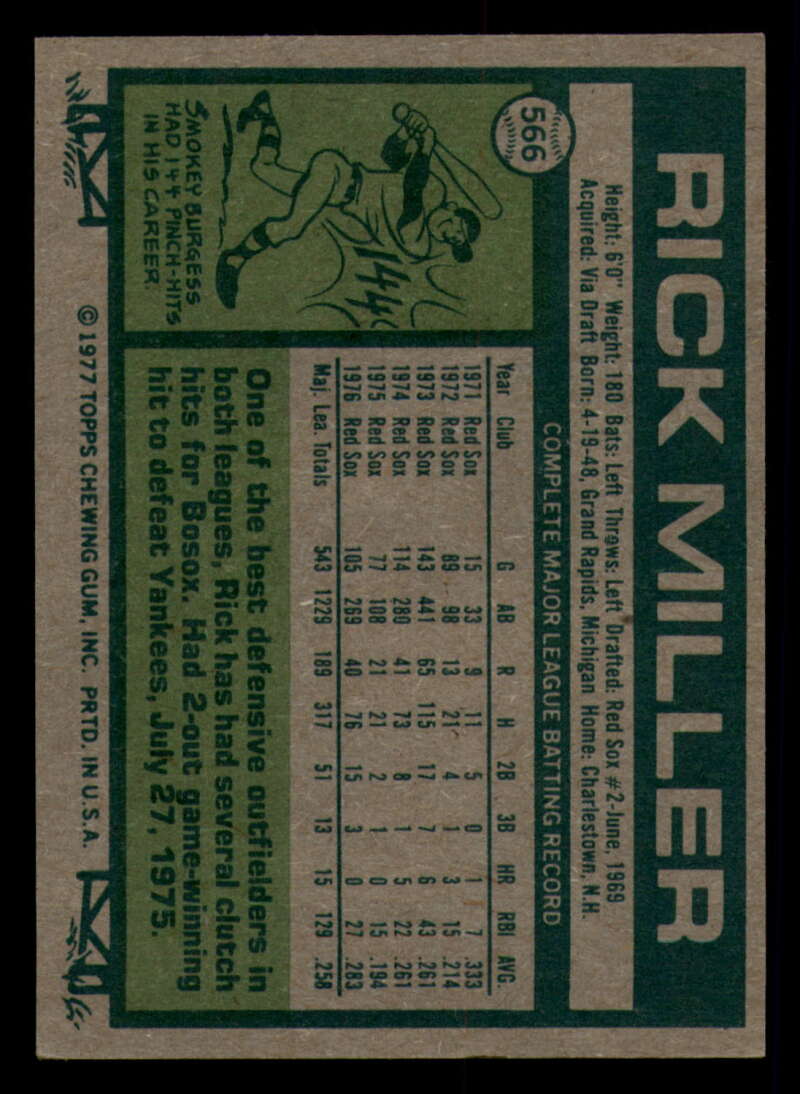 566
RICK MILLER
Height: 6'0" Weight: 180 Bats: Left Throws: Left Drafted: Red Sox #2-June, 1969
Acquired: Via Draft Born: 4-19-48, Grand Rapids, Michigan Home: Charlestown, N.H.
COMPLETE MAJOR LEAGUE BATTING RECORD
Year Club G AB R H 2B 3B HR RBI AVG.
1971 Red Sox 15 33 9 11 5 0 1 7 .333
1972 Red Sox 89 98 13 21 4 1 3 15 .214
1973 Red Sox 143 441 65 115 17 7 6 43 .261
1974 Red Sox 114 280 41 73 8 1 5 22 .261
1975 Red Sox 77 108 21 21 2 1 0 15 .194
1976 Red Sox 105 269 40 76 15 3 0 27 .283
Maj. Lea. Totals 543 1229 189 317 51 13 15 129 .258
144
SMOKEY BURGESS
HAD 144 PINCH-HITS
IN HIS CAREER.
One of the best defensive outfielders in
both leagues, Rick has had several clutch
hits for Bosox. Had 2-out game-winning
hit to defeat Yankees, July 27, 1975.
© 1977 TOPPS CHEWING GUM, INC. PRTD. IN U.S.A.